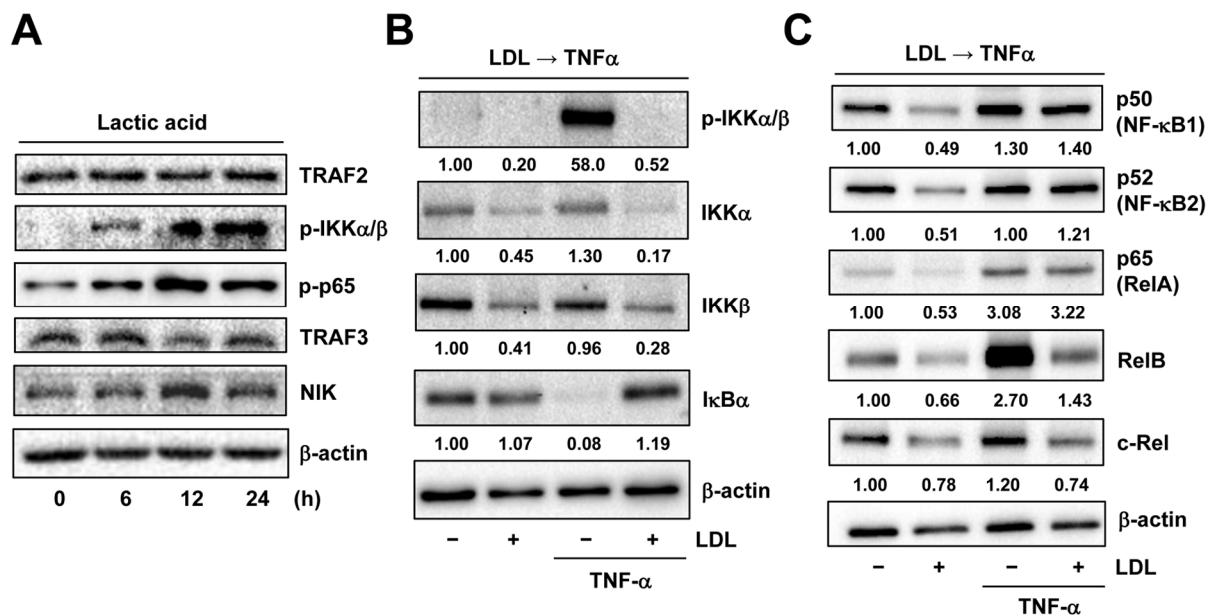 A
Lactic acid
TRAF2
p-IKKα/β
p-p65
TRAF3
NIK
β-actin
0 6 12 24 (h)
B
LDL → TNFα
p-IKKα/β
1.00 0.20 58.0 0.52
IKKα
1.00 0.45 1.30 0.17
IKKβ
1.00 0.41 0.96 0.28
IκBα
1.00 1.07 0.08 1.19
β-actin
− + − + LDL
TNF-α
C
LDL → TNFα
p50
(NF-κB1)
1.00 0.49 1.30 1.40
p52
(NF-κB2)
1.00 0.51 1.00 1.21
p65
(RelA)
1.00 0.53 3.08 3.22
RelB
1.00 0.66 2.70 1.43
c-Rel
1.00 0.78 1.20 0.74
β-actin
− + − + LDL
TNF-α